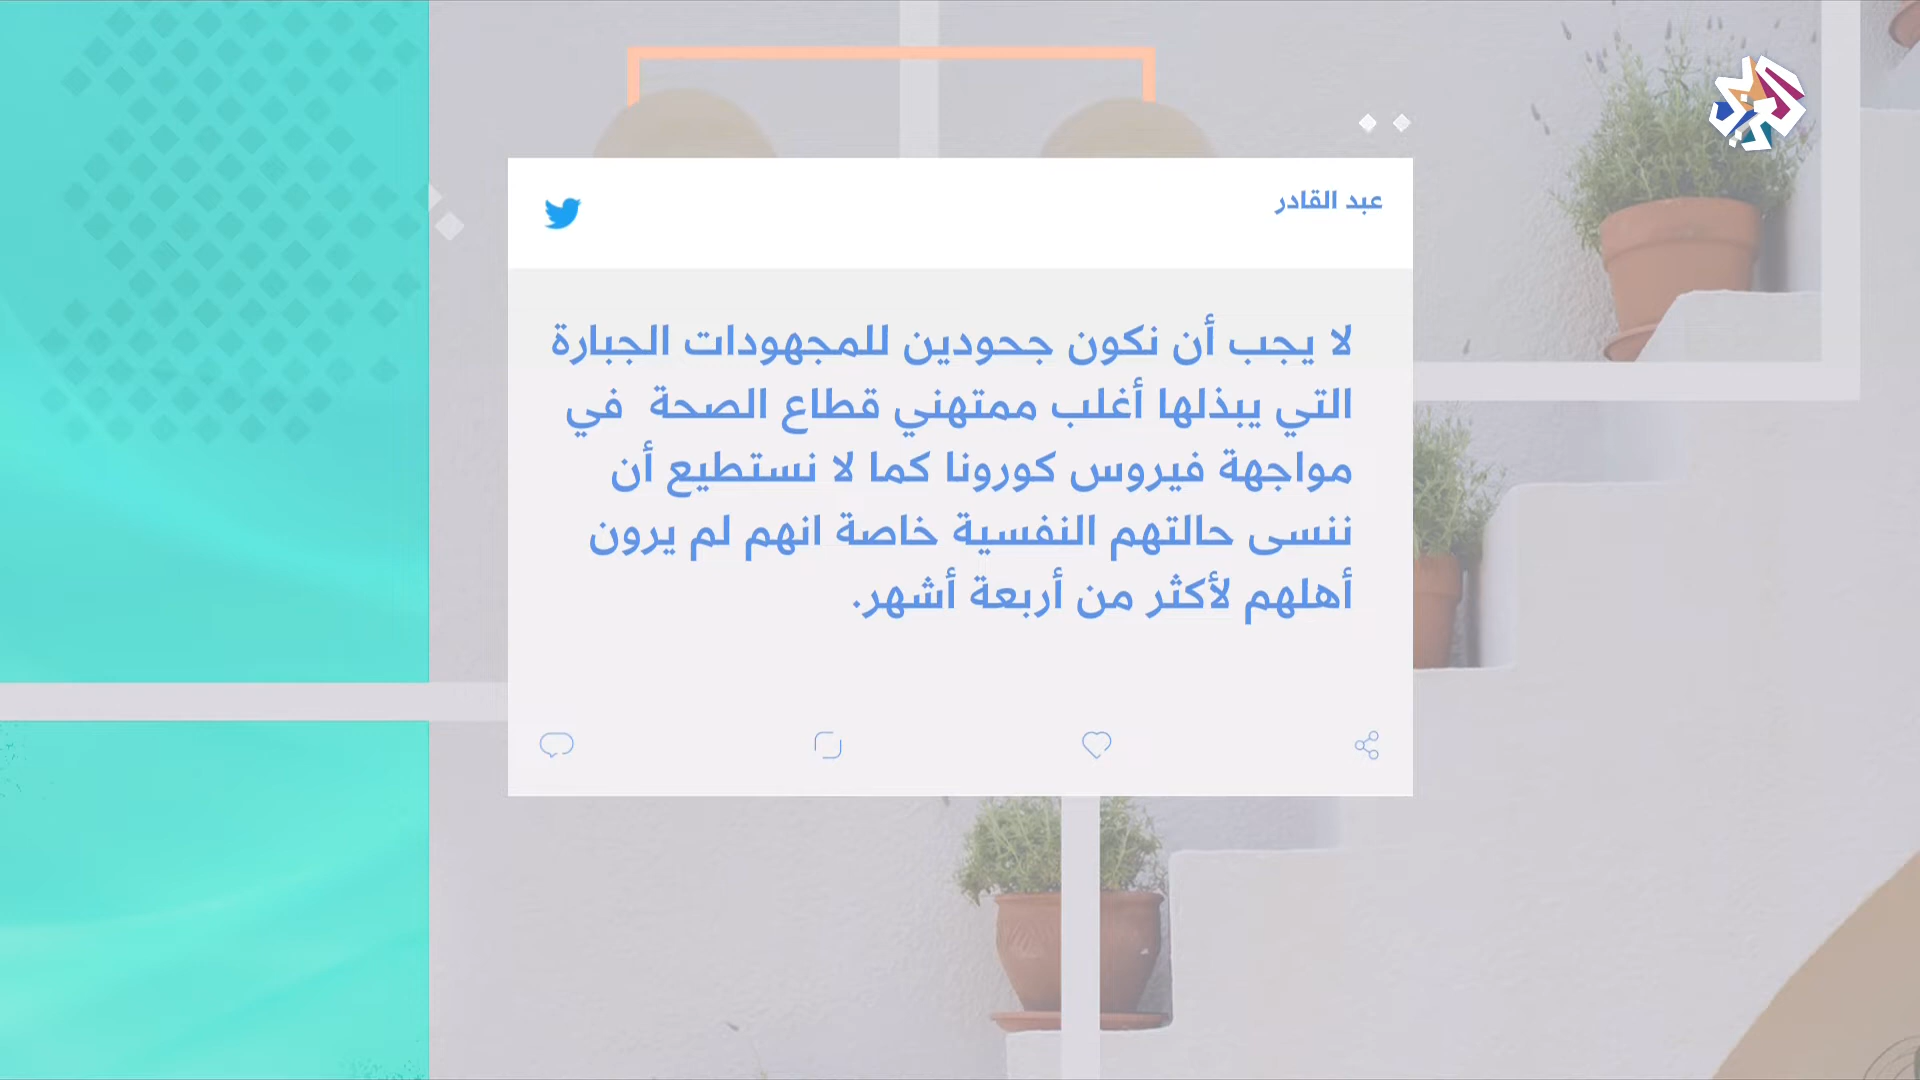 عبد القادر
لا يجب أن نكون جحودين للمجهودات الجبارة
التي يبذلها أغلب ممتهني قطاع الصحة في
مواجهة فيروس كورونا كما لا نستطيع أن
ننسى حالتهم النفسية خاصة انهم لم يرون
أهلهم لأكثر من أربعة أشهر.